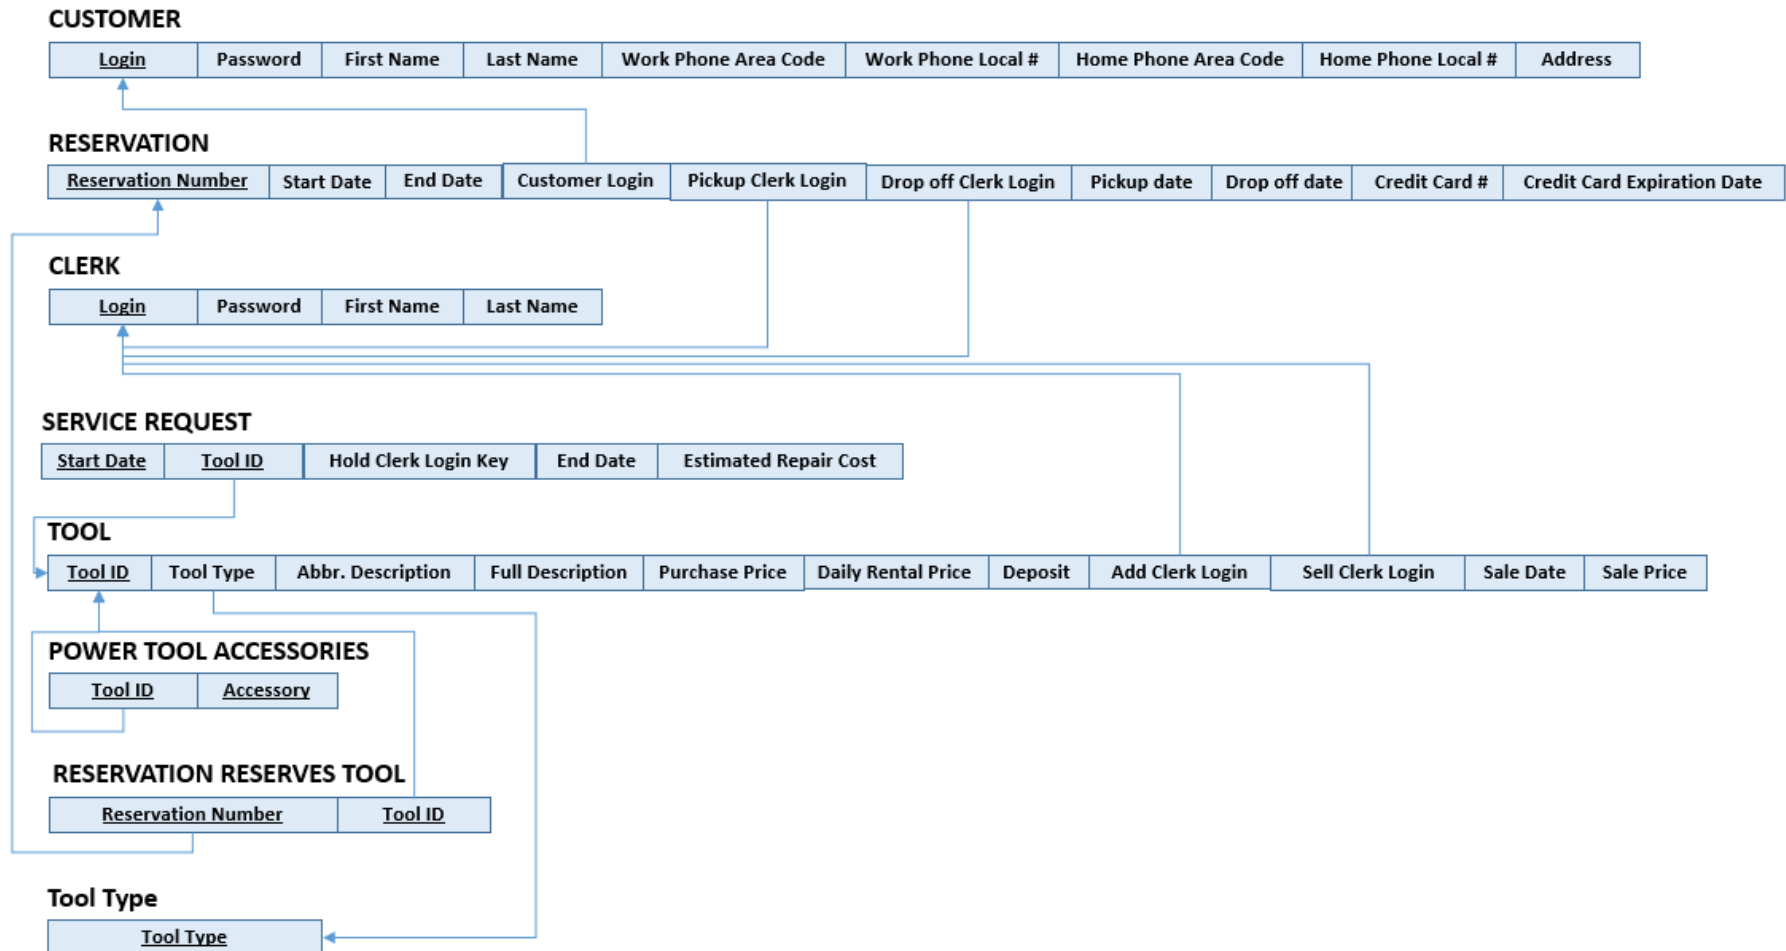 CUSTOMER
Login Password First Name Last Name Work Phone Area Code Work Phone Local # Home Phone Area Code Home Phone Local # Address
RESERVATION
Reservation Number Start Date End Date Customer Login Pickup Clerk Login Drop off Clerk Login Pickup date Drop off date Credit Card # Credit Card Expiration Date
CLERK
Login Password First Name Last Name
SERVICE REQUEST
Start Date Tool ID Hold Clerk Login Key End Date Estimated Repair Cost
TOOL
Tool ID Tool Type Abbr. Description Full Description Purchase Price Daily Rental Price Deposit Add Clerk Login Sell Clerk Login Sale Date Sale Price
POWER TOOL ACCESSORIES
Tool ID Accessory
RESERVATION RESERVES TOOL
Reservation Number Tool ID
Tool Type
Tool Type